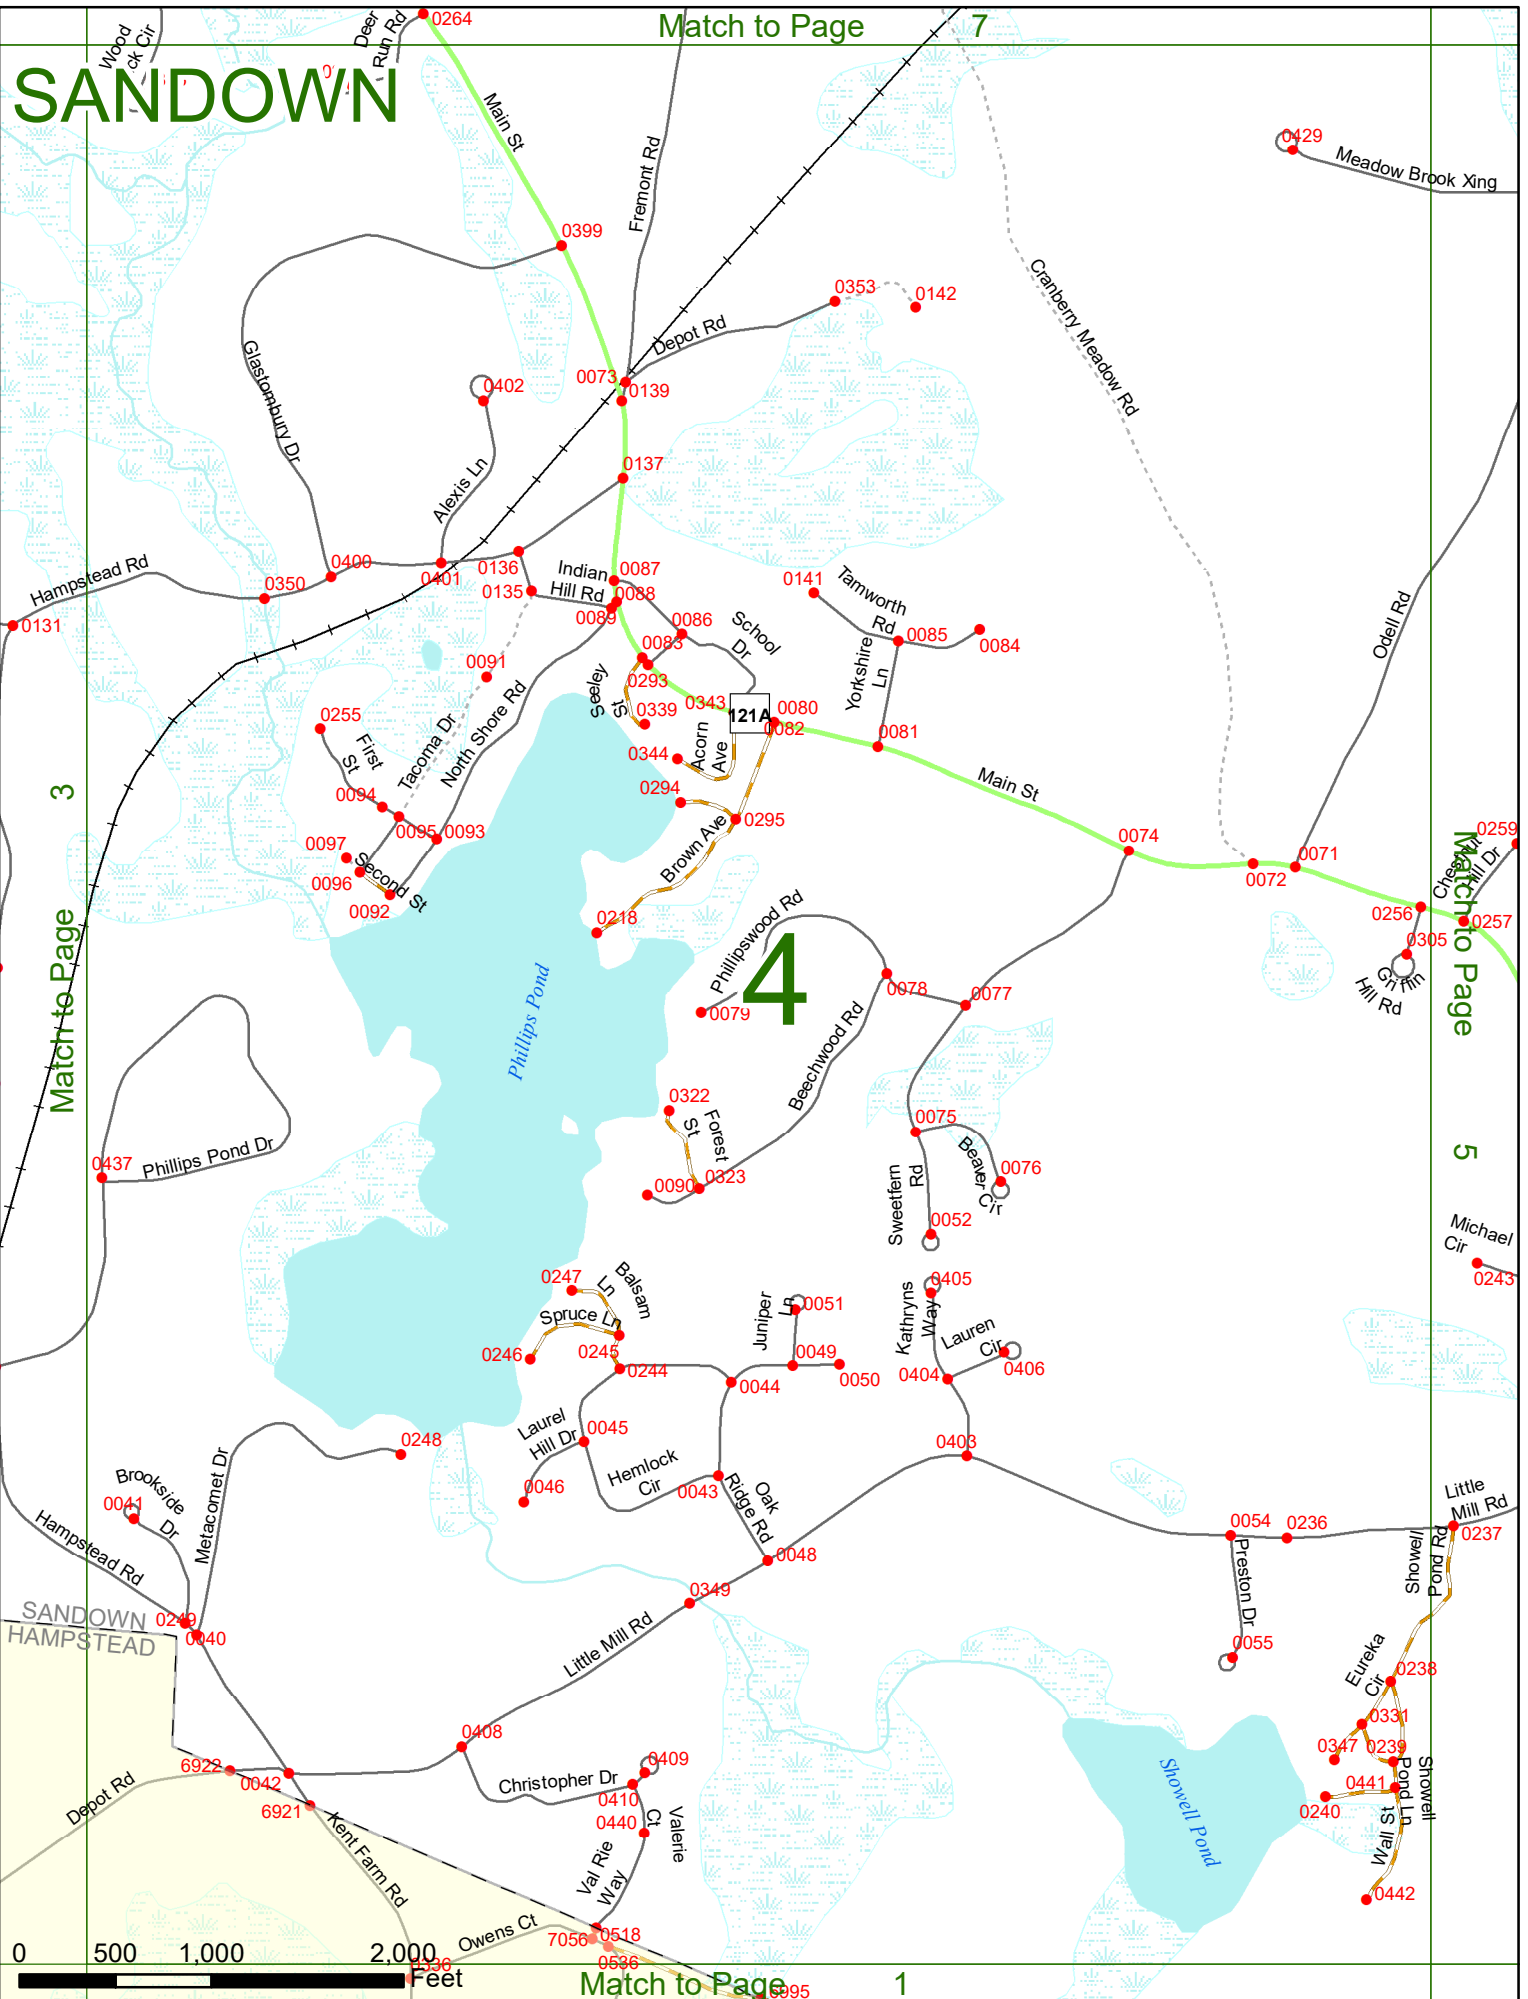 Match to Page 7
SANDOWN
Wood
ck Cir
Deer
Run Rd
0264
Main St
Fremont Rd
0429
Meadow Brook Xing
0399
Cranberry Meadow Rd
0353
0142
Depot Rd
0073
0139
0402
Glastombury Dr
Alexis Ln
0137
Hampstead Rd
0131
0350
0400
0401
0136
0135
Indian
Hill Rd
0087
0088
0089
0086
School
Dr
0141
Tamworth
Rd
0085
0084
Yorkshire
Ln
Odell Rd
0083
0293
Seeley
St
0339
0091
0343
121A
0080
0082
0081
0255
First
St
Tacoma Dr
North Shore Rd
0344
Acorn
Ave
Main St
0294
0295
Brown Ave
0094
0095
0093
0097
0096
Second St
0092
0074
0072
0071
0259
Chestnut
Hill Dr
0256
0257
0305
Griffin
Hill Rd
3
Match to Page
Match to Page
5
0218
Phillipswood Rd
4
0079
0078
0077
Phillips Pond
Beechwood Rd
0322
Forest
St
0323
0090
0075
Beaver Cir
0076
Sweetfern
Rd
0052
0437
Phillips Pond Dr
Michael
Cir
0243
0247
Balsam
Ln
Spruce Ln
0246
0245
0244
Juniper
Ln
0051
0049
0050
0044
Kathryns
Way
0405
Lauren
Cir
0404
0406
0403
Laurel
Hill Dr
0045
0046
Hemlock
Cir
0043
Oak
Ridge Rd
0048
0248
Metacomet Dr
Brookside
Dr
0041
Hampstead Rd
0249
0040
SANDOWN
HAMPSTEAD
0349
Little Mill Rd
0054
0236
Little
Mill Rd
0237
Preston Dr
0055
Showell
Pond Rd
Eureka
Cir
0238
0331
0347
0239
0441
0240
Showell
Pond Ln
Wall St
0442
Showell Pond
0408
6922
0042
6921
Depot Rd
Kent Farm Rd
Christopher Dr
0409
0410
0440
Valerie
Ct
Val Rie
Way
Owens Ct
7056
0518
0536
0336
6995
0 500 1,000 2,000
Feet
Match to Page 1